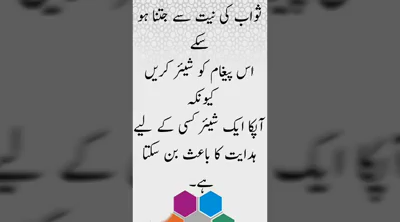 ثواب کی نیت سے جتنا ہو
سکے
اس پیغام کو شیئر کریں
کیونکہ
آپکا ایک شیئر کسی کے لیے
ہدایت کا باعث بن سکتا
ہے۔